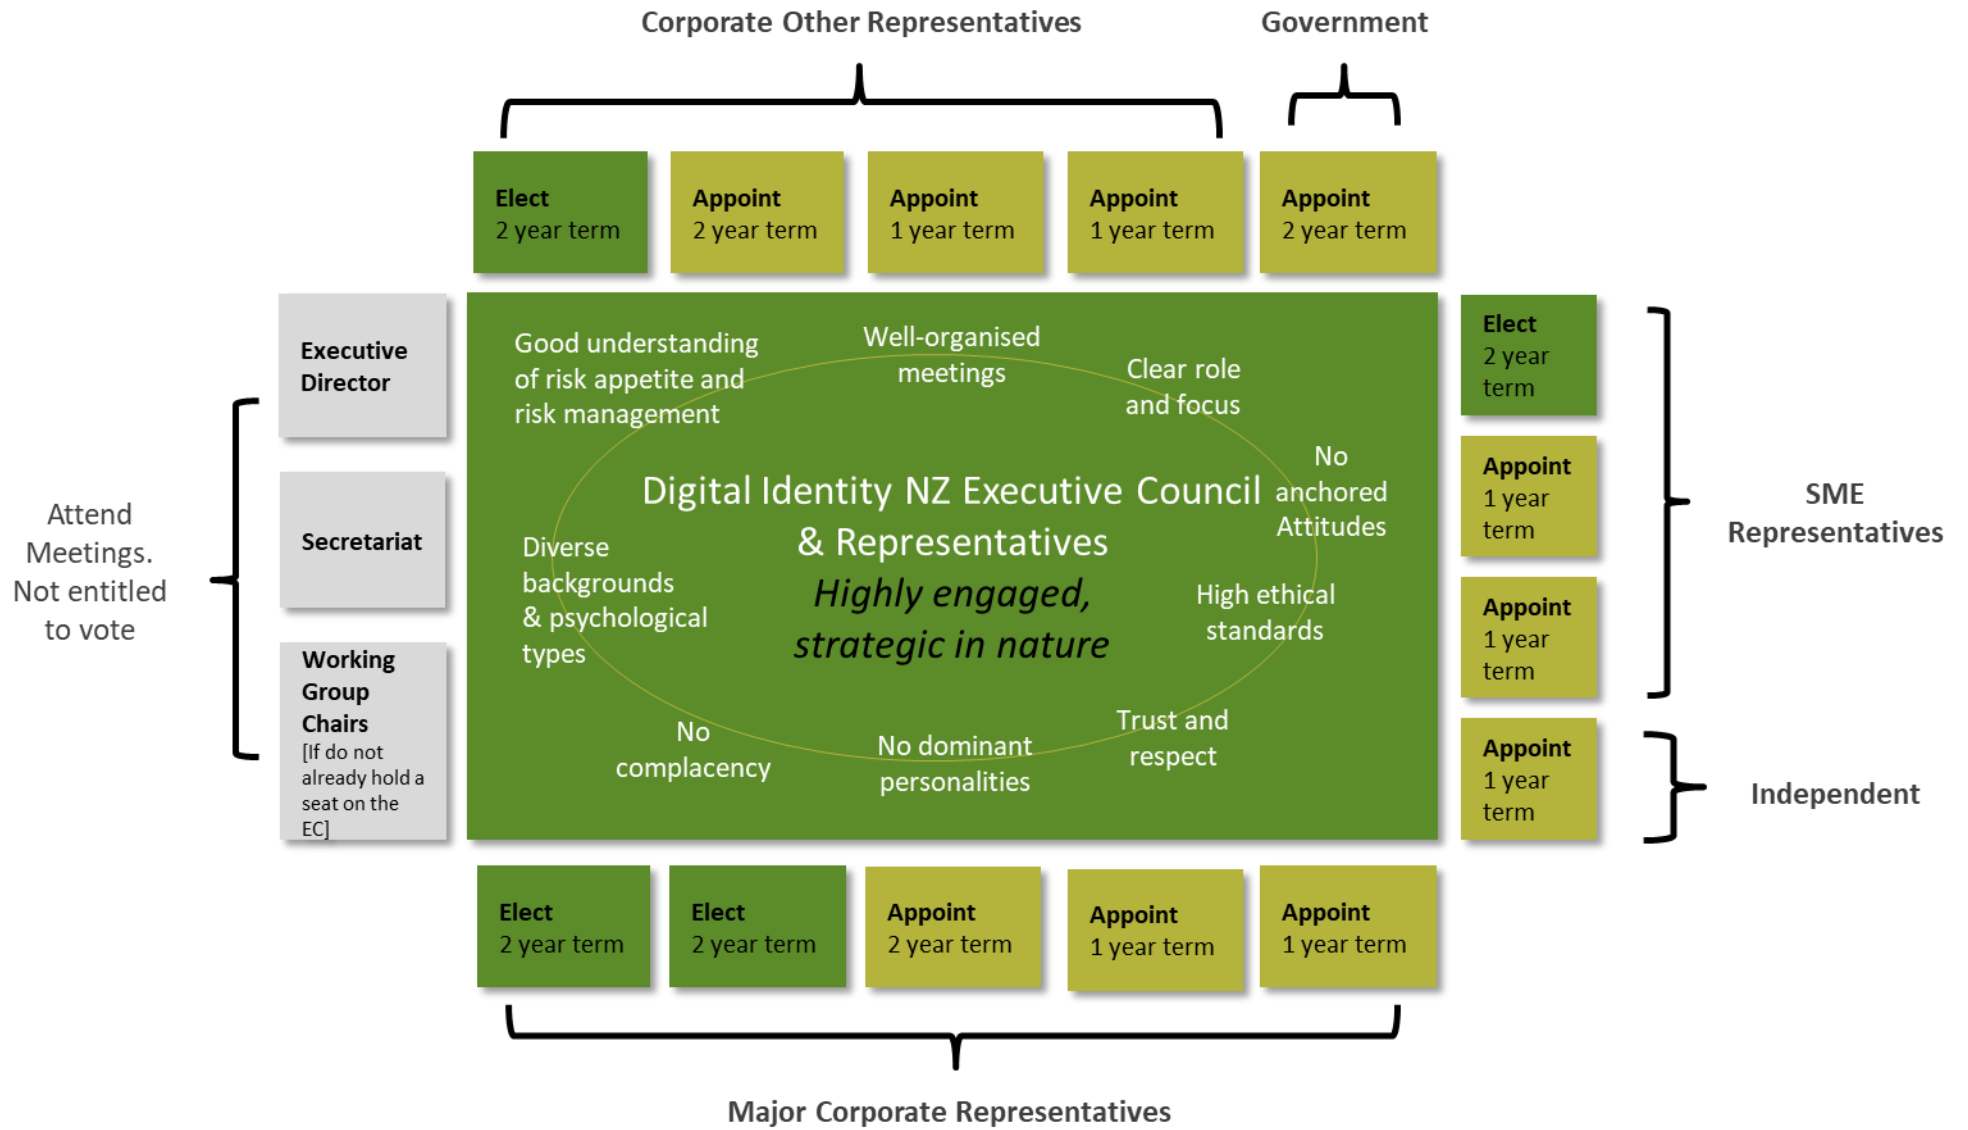 Corporate Other Representatives
Government
Elect
2 year term
Appoint
2 year term
Appoint
1 year term
Appoint
1 year term
Appoint
2 year term
Attend
Meetings.
Not entitled
to vote
Executive
Director
Secretariat
Working
Group
Chairs
[If do not
already hold a
seat on the
EC]
Good understanding
of risk appetite and
risk management
Well-organised
meetings
Clear role
and focus
No
anchored
Attitudes
Digital Identity NZ Executive Council
& Representatives
Highly engaged,
strategic in nature
Diverse
backgrounds
& psychological
types
High ethical
standards
No
complacency
No dominant
personalities
Trust and
respect
Elect
2 year
term
Appoint
1 year
term
Appoint
1 year
term
SME
Representatives
Appoint
1 year
term
Independent
Elect
2 year term
Elect
2 year term
Appoint
2 year term
Appoint
1 year term
Appoint
1 year term
Major Corporate Representatives